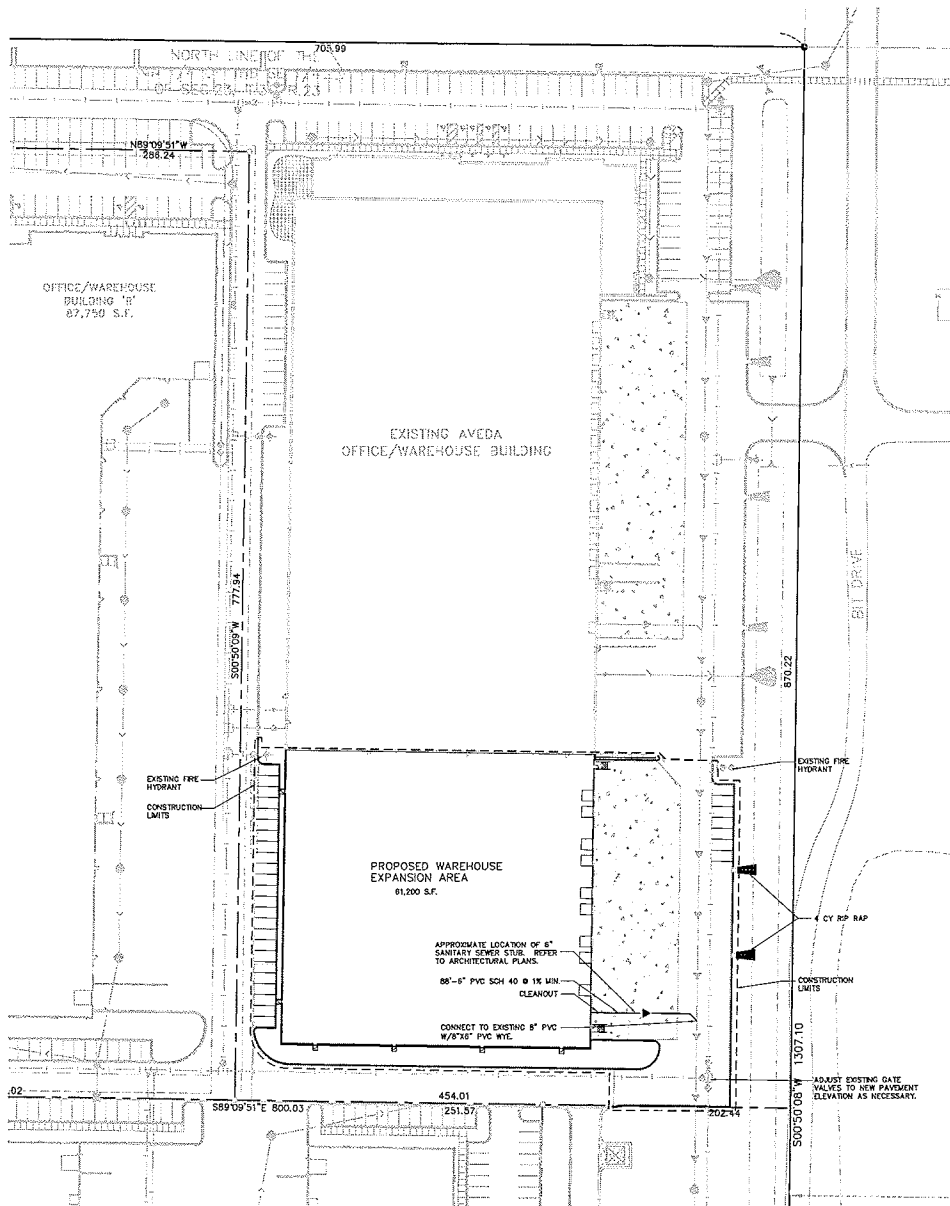 705.99
NORTH LINE OF THE
N89°09'51"W
286.24
OFFICE/WAREHOUSE
BUILDING 'B'
87,750 S.F.
EXISTING AVEDA
OFFICE/WAREHOUSE BUILDING
S00°50'09"W 777.94
BIT DRIVE
870.22
EXISTING FIRE
HYDRANT
CONSTRUCTION
LIMITS
EXISTING FIRE
HYDRANT
PROPOSED WAREHOUSE
EXPANSION AREA
61,200 S.F.
4 CY RIP RAP
APPROXIMATE LOCATION OF 6"
SANITARY SEWER STUB. REFER
TO ARCHITECTURAL PLANS.
88'-6" PVC SCH 40 @ 1% MIN.
CLEANOUT
CONSTRUCTION
LIMITS
CONNECT TO EXISTING 8" PVC
W/8"X6" PVC WYE.
S00°50'08"W 1307.10
ADJUST EXISTING GATE
VALVES TO NEW PAVEMENT
ELEVATION AS NECESSARY.
.02
S89°09'51"E 800.03
454.01
251.57
202.44